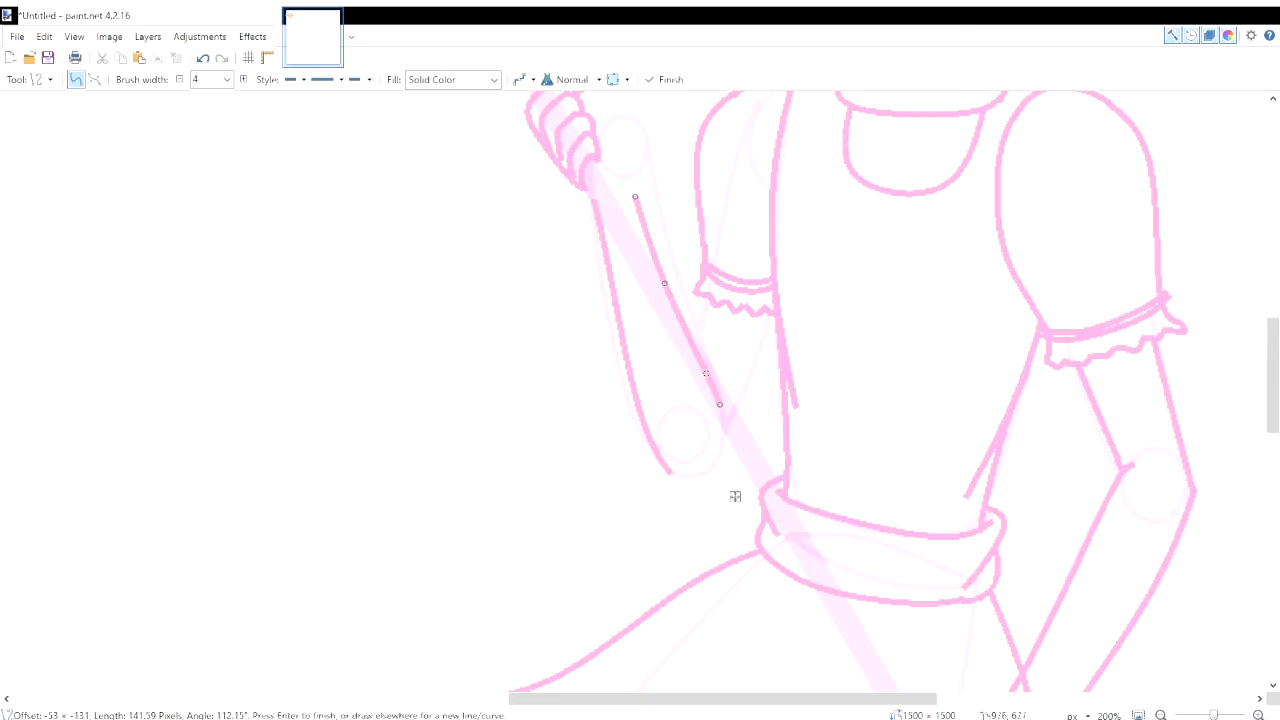 *Untitled - paint.net 4.2.16
File Edit View Image Layers Adjustments Effects
Tool: Brush width: 4 Style: Fill: Solid Color Normal Finish
Offset: -53 × -131, Length: 141.59 Pixels, Angle: 112.15°. Press Enter to finish, or draw elsewhere for a new line/curve. 1500 × 1500 px 200%